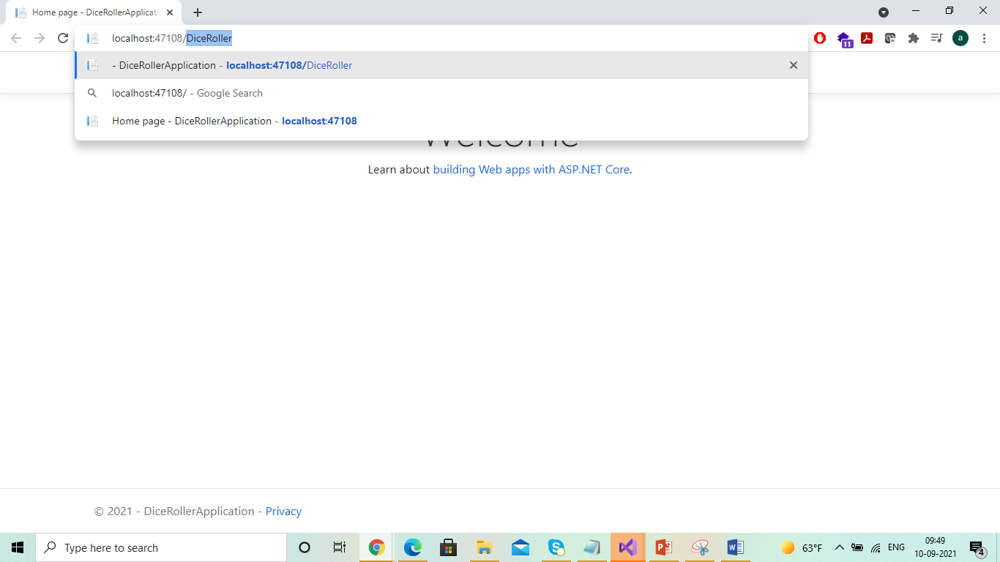 Home page - DiceRollerApplicati
localhost:47108/DiceRoller
- DiceRollerApplication - localhost:47108/DiceRoller
localhost:47108/ - Google Search
Home page - DiceRollerApplication - localhost:47108
11
a
Welcome
Learn about building Web apps with ASP.NET Core.
© 2021 - DiceRollerApplication - Privacy
Type here to search
63°F
ENG
09:49
10-09-2021
4